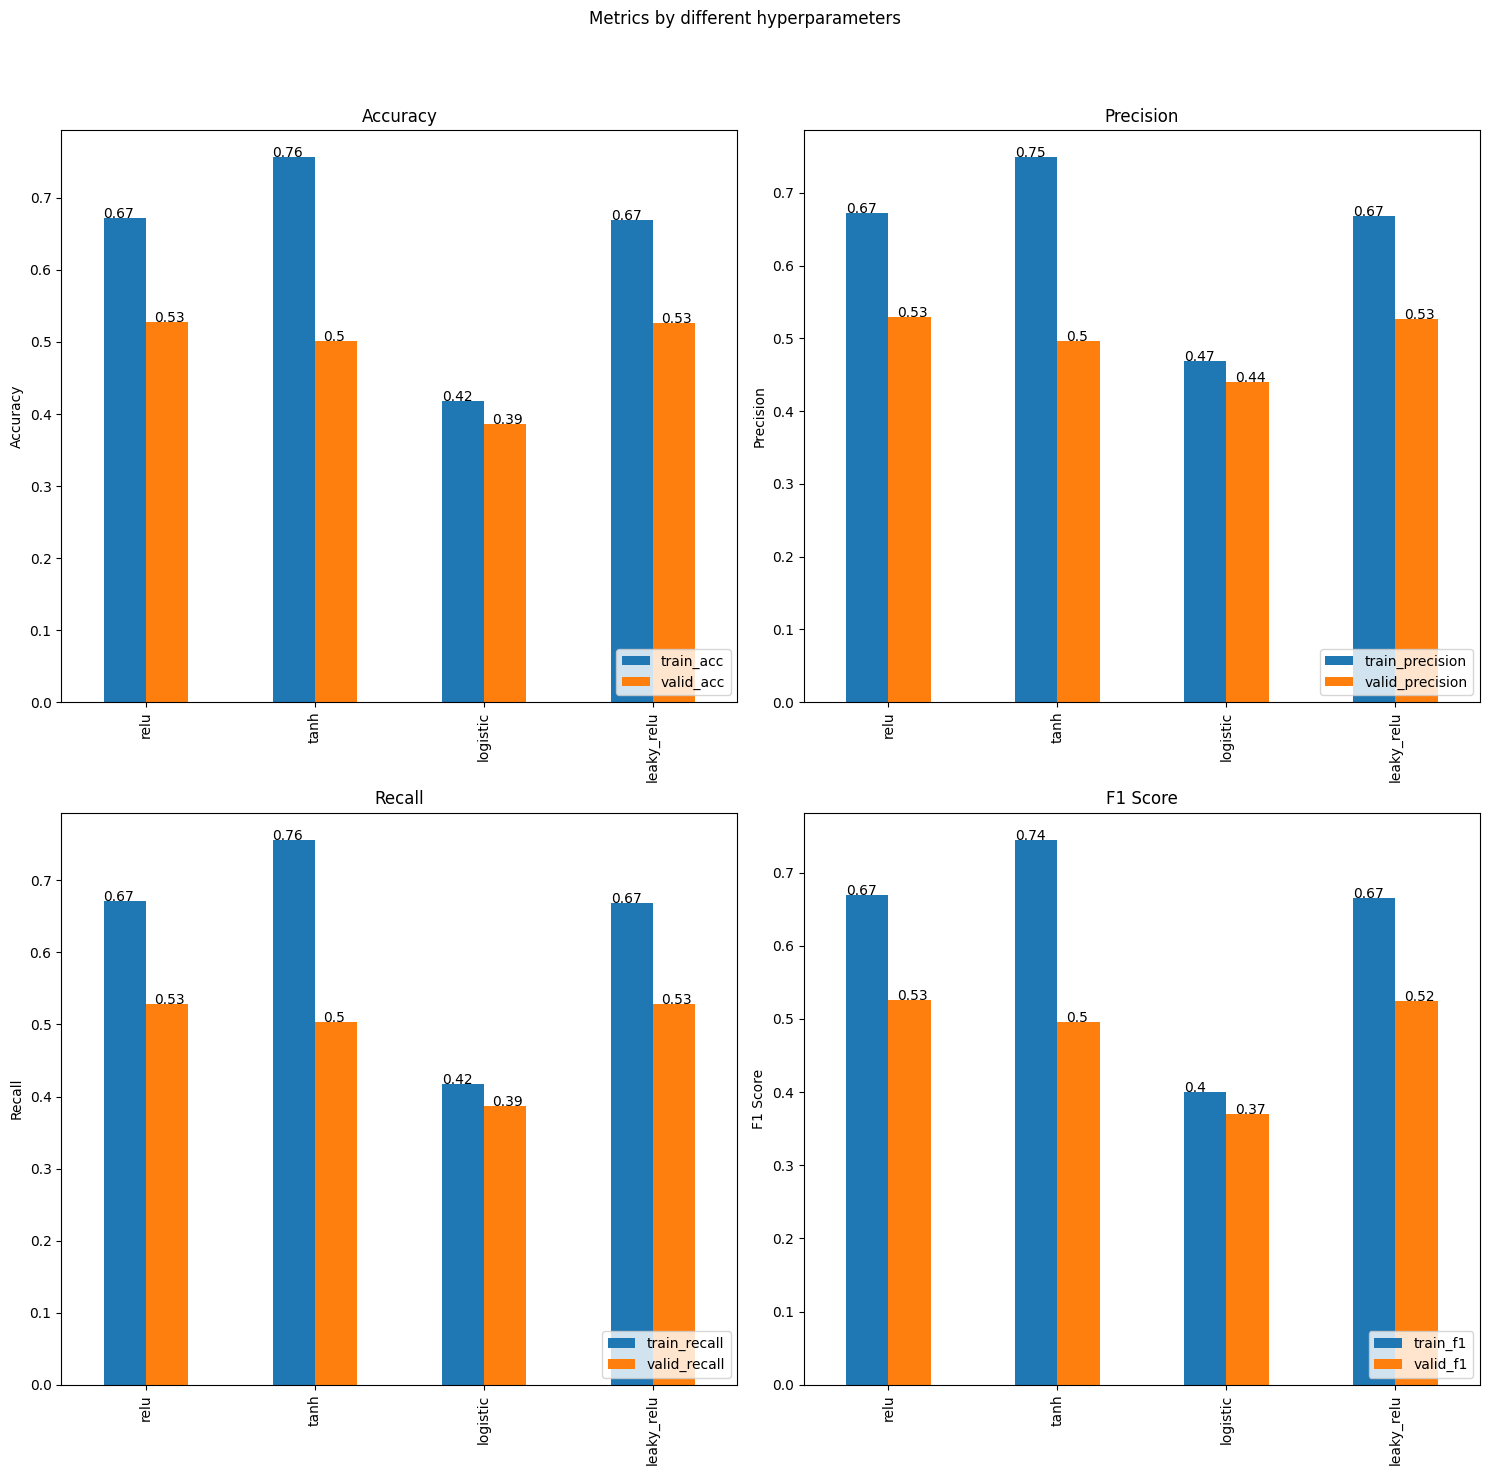 Metrics by different hyperparameters
Accuracy
Accuracy
0.7
0.6
0.5
0.4
0.3
0.2
0.1
0.0
0.67
0.53
0.76
0.5
0.42
0.39
0.67
0.53
train_acc
valid_acc
relu
tanh
logistic
leaky_relu
Precision
Precision
0.7
0.6
0.5
0.4
0.3
0.2
0.1
0.0
0.67
0.53
0.75
0.5
0.47
0.44
0.67
0.53
train_precision
valid_precision
relu
tanh
logistic
leaky_relu
Recall
Recall
0.7
0.6
0.5
0.4
0.3
0.2
0.1
0.0
0.67
0.53
0.76
0.5
0.42
0.39
0.67
0.53
train_recall
valid_recall
relu
tanh
logistic
leaky_relu
F1 Score
F1 Score
0.7
0.6
0.5
0.4
0.3
0.2
0.1
0.0
0.67
0.53
0.74
0.5
0.4
0.37
0.67
0.52
train_f1
valid_f1
relu
tanh
logistic
leaky_relu